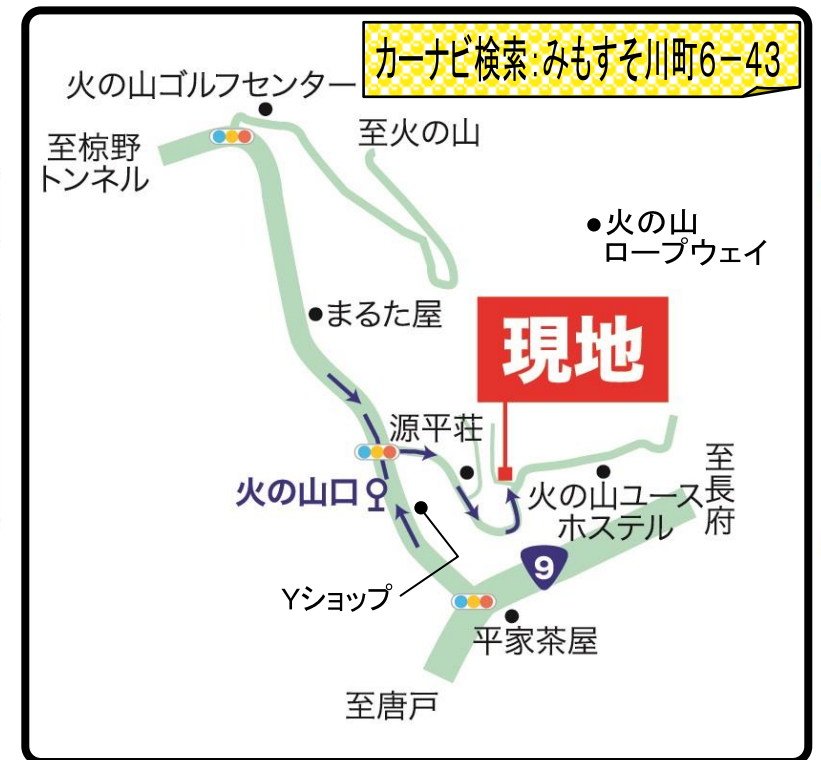 カーナビ検索:みもすそ川町6−43
火の山ゴルフセンター
至火の山
至椋野
トンネル
●火の山
ロープウェイ
●まるた屋
現地
源平荘
至長府
火の山口
火の山ユース
ホステル
9
Yショップ
平家茶屋
至唐戸